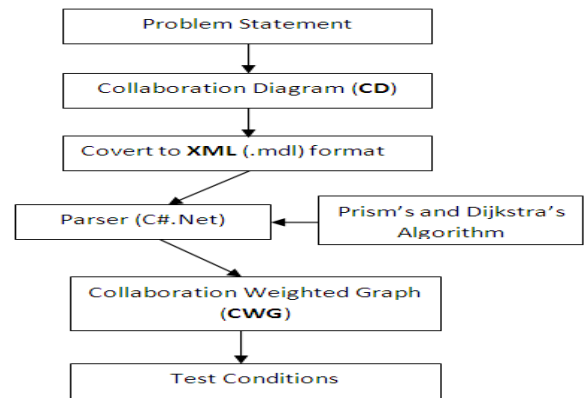 Problem Statement
Collaboration Diagram (CD)
Covert to XML (.mdl) format
Parser (C#.Net)
Prism's and Dijkstra's
Algorithm
Collaboration Weighted Graph
(CWG)
Test Conditions